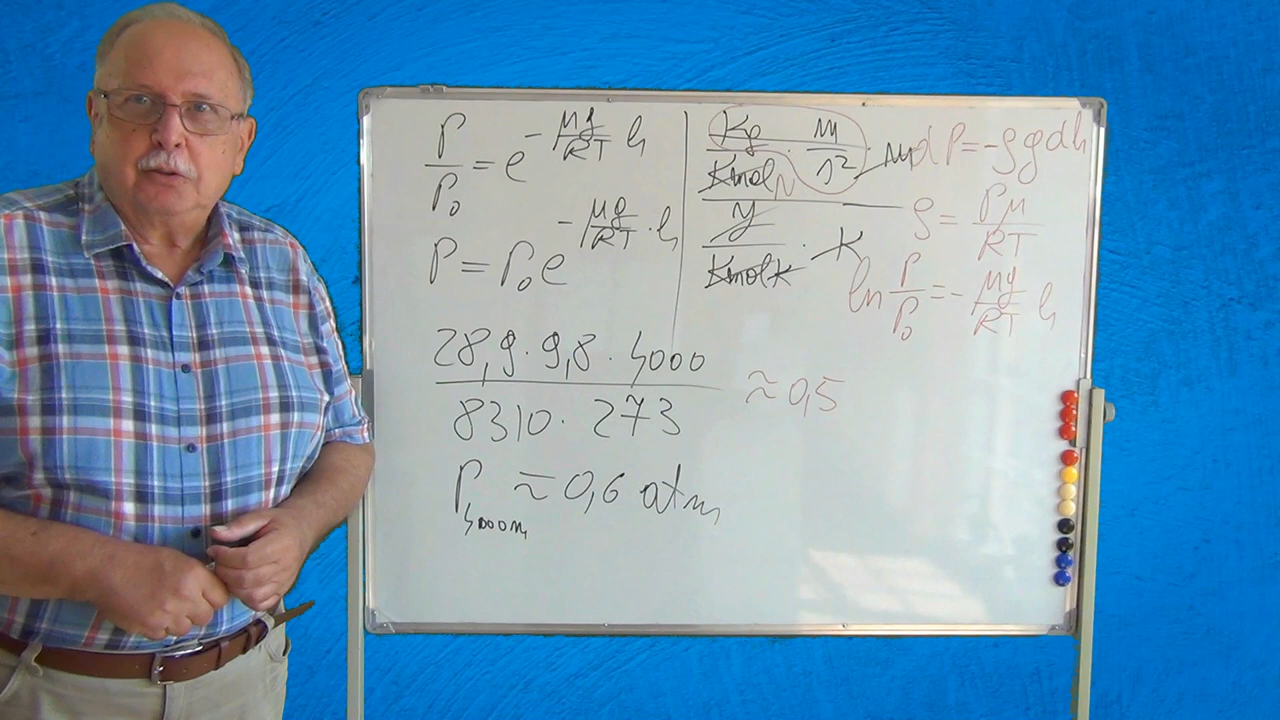 P/P₀ = e^(-μg/RT h)
P = P₀e^(-μg/RT · h)
28,9 · 9,8 · 4000
8310 · 273
P₄₀₀₀ₘ ≈ 0,6 atm
Kg/Kmol · m/s² · m
N
J/KmolK · K
dP = -ρgdh
ρ = Pμ/RT
ln P/P₀ = -μg/RT h
≈ 0,5